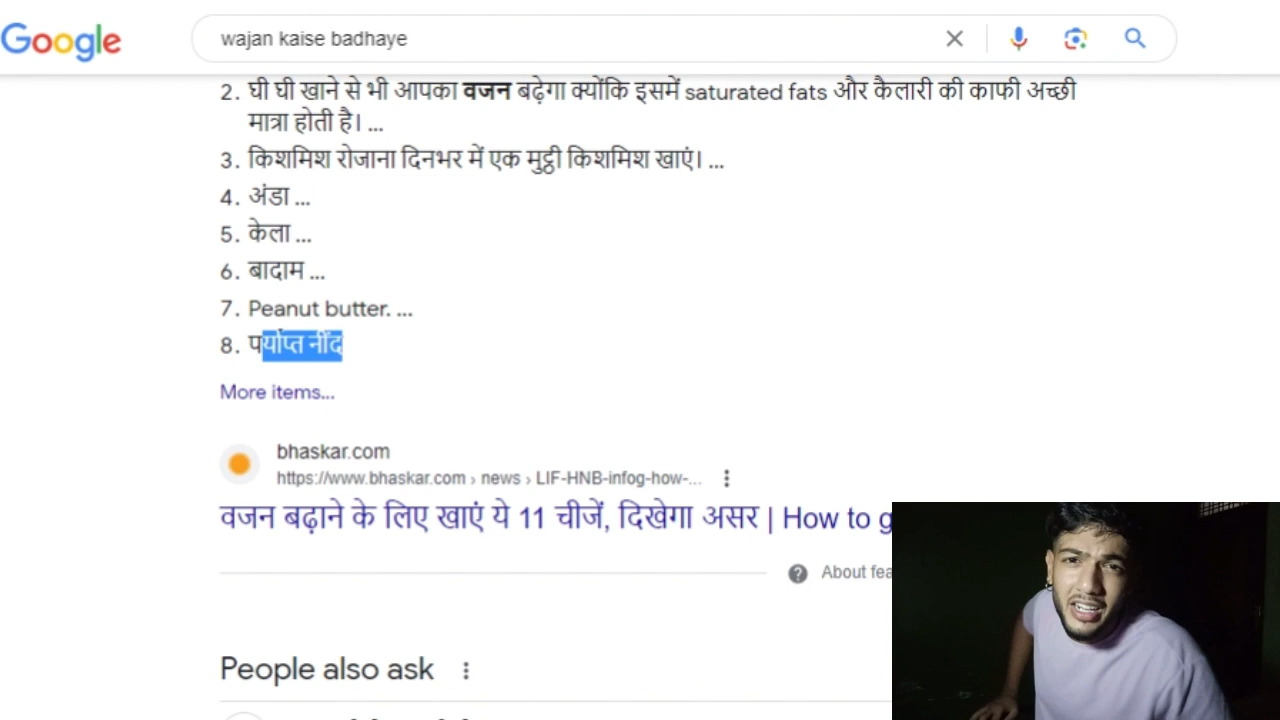 Google
wajan kaise badhaye
2. घी घी खाने से भी आपका वजन बढ़ेगा क्योंकि इसमें saturated fats और कैलारी की काफी अच्छी
मात्रा होती है। ...
3. किशमिश रोजाना दिनभर में एक मुट्ठी किशमिश खाएं। ...
4. अंडा ...
5. केला ...
6. बादाम ...
7. Peanut butter. ...
8. पर्याप्त नींद
More items...
bhaskar.com
https://www.bhaskar.com › news › LIF-HNB-infog-how-...
वजन बढ़ाने के लिए खाएं ये 11 चीजें, दिखेगा असर | How to g
About fea
People also ask